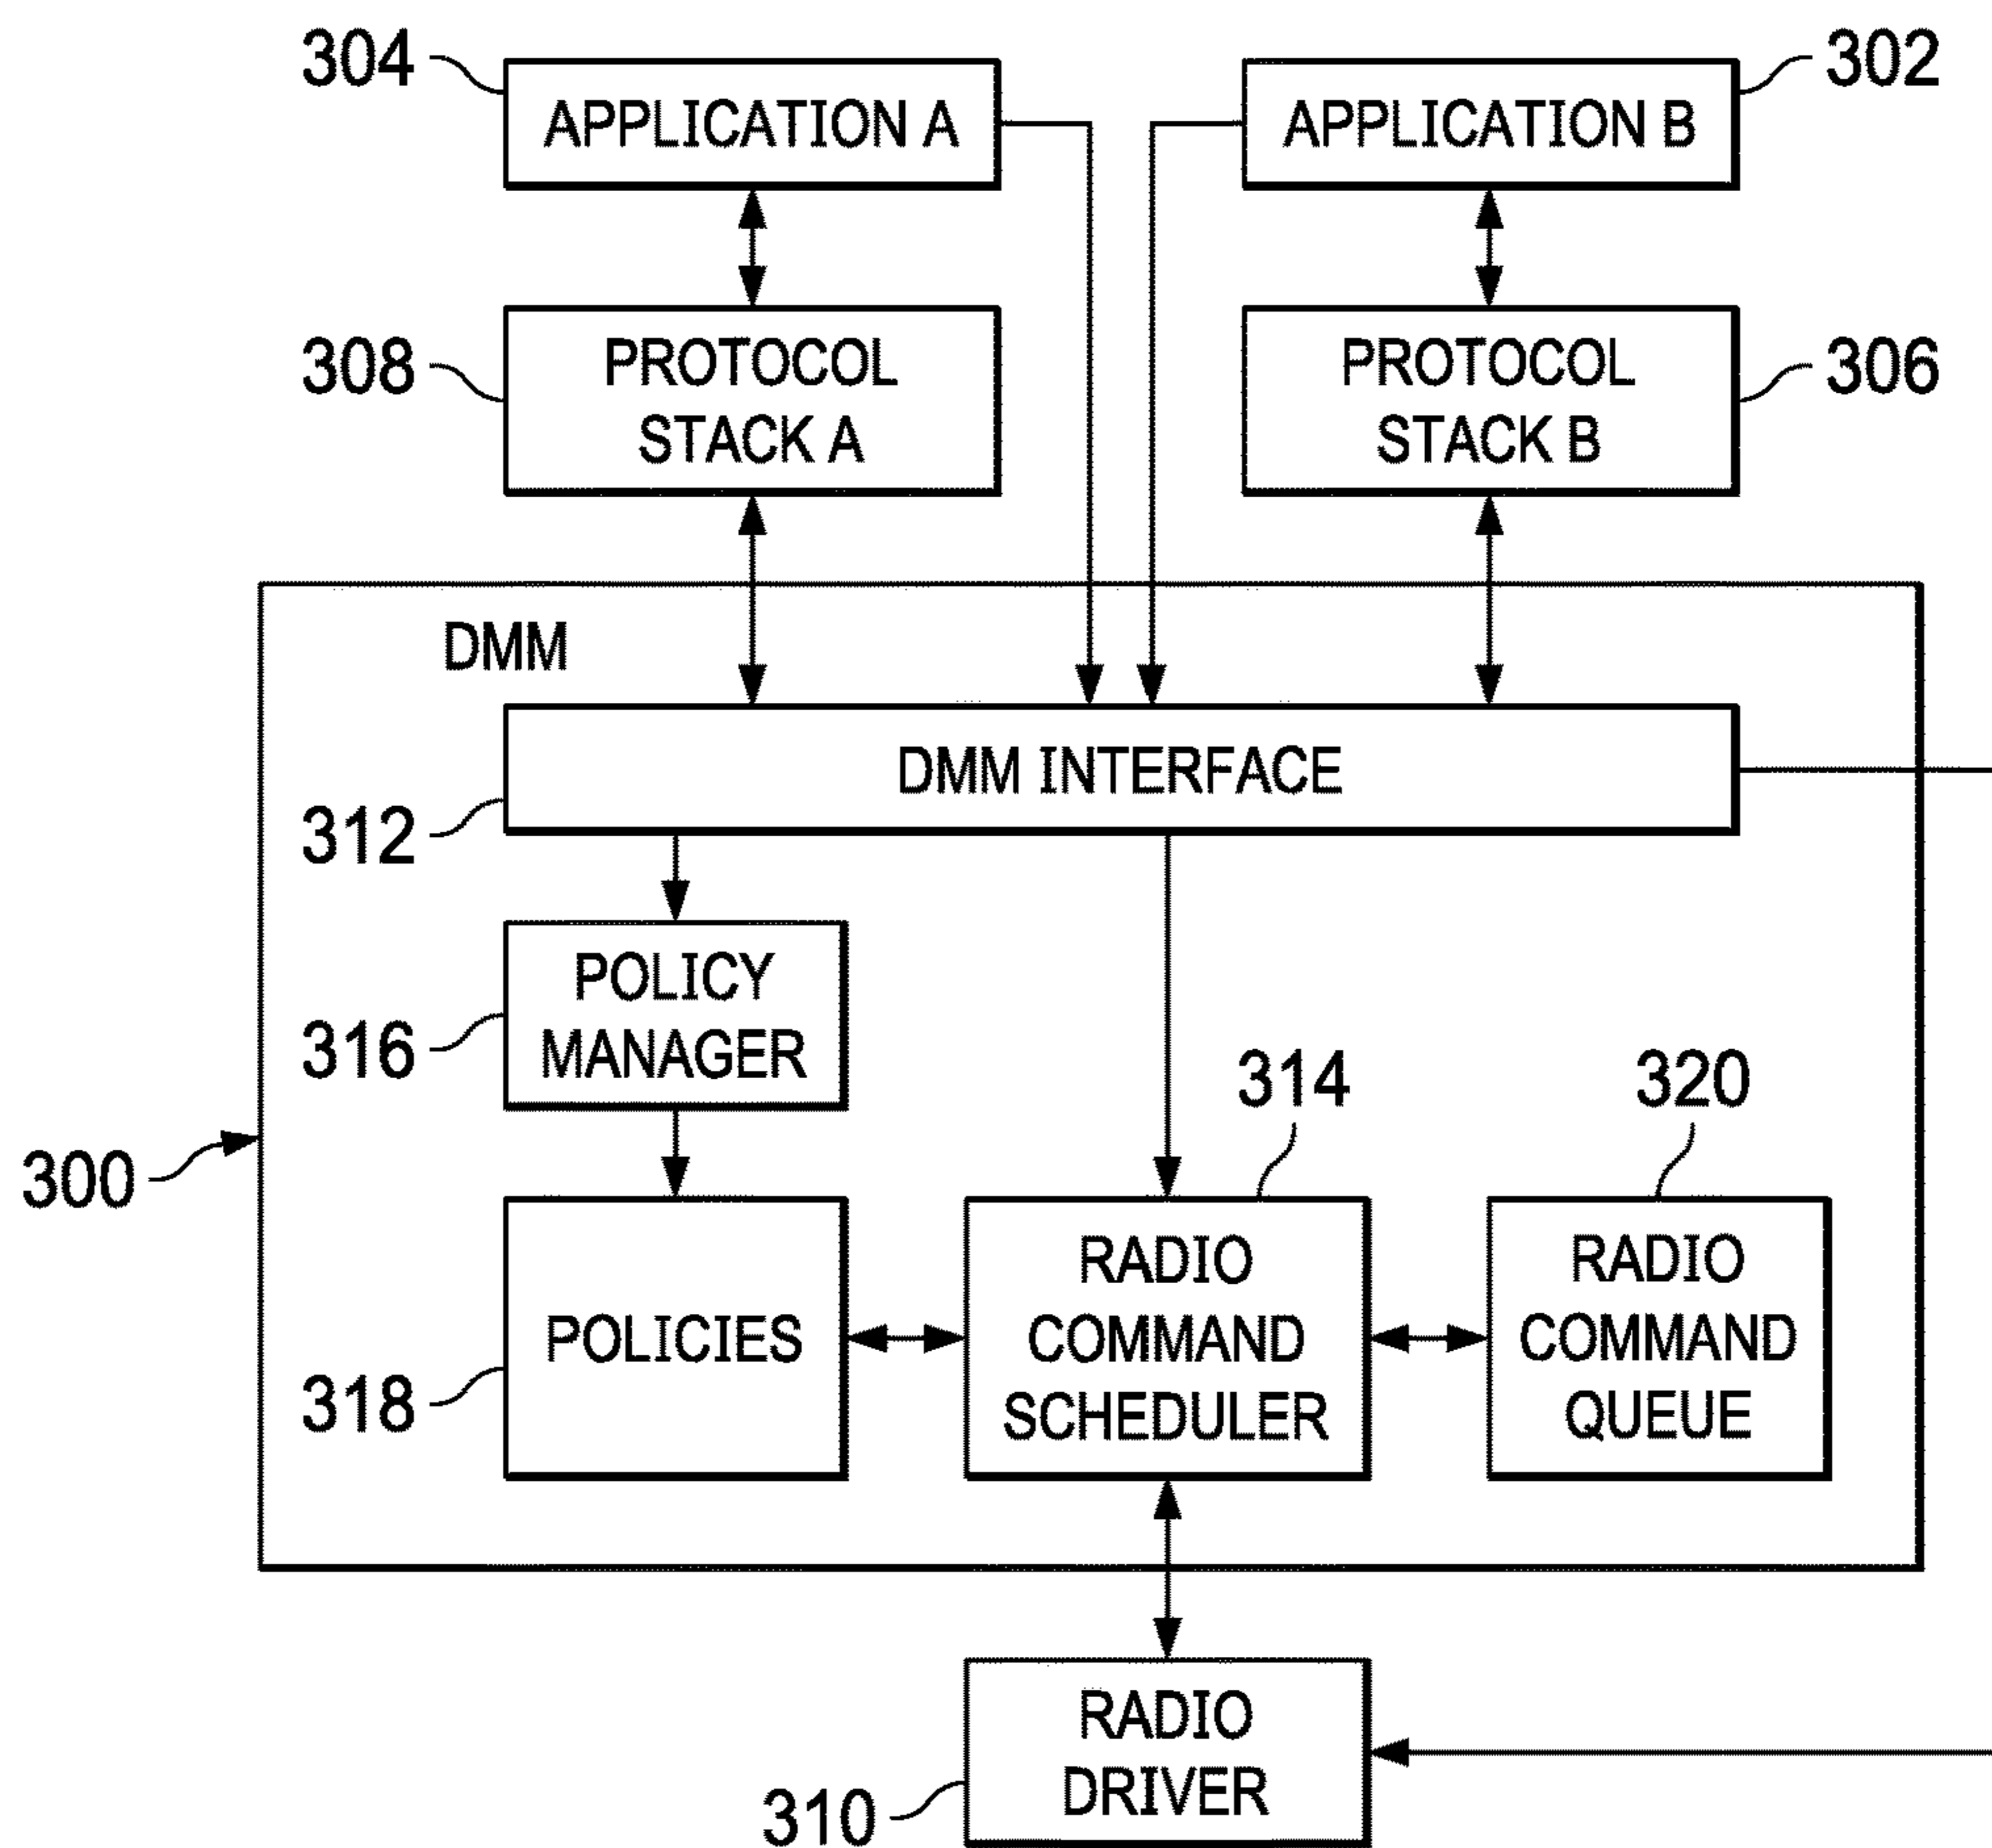 304
APPLICATION A
APPLICATION B
302
308
PROTOCOL
STACK A
PROTOCOL
STACK B
306
DMM
DMM INTERFACE
312
POLICY
MANAGER
316
314
320
300
POLICIES
318
RADIO
COMMAND
SCHEDULER
RADIO
COMMAND
QUEUE
RADIO
DRIVER
310